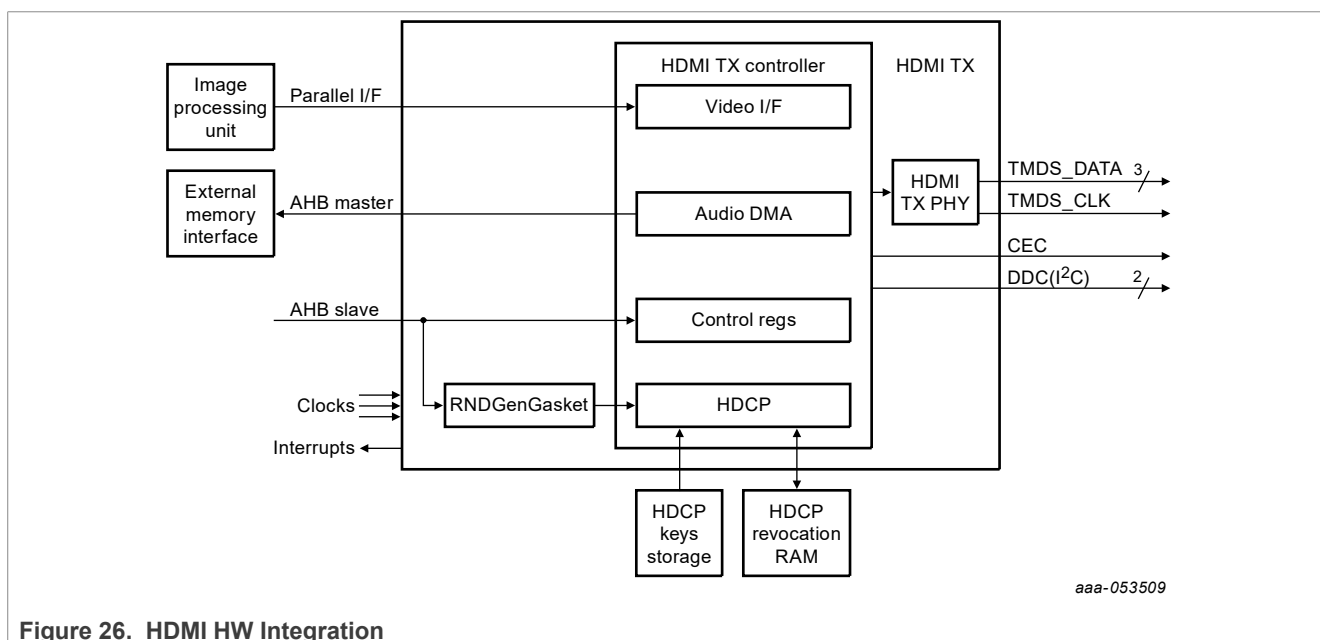 HDMI TX controller
HDMI TX
Image
processing
unit
Parallel I/F
Video I/F
External
memory
interface
AHB master
Audio DMA
HDMI
TX PHY
TMDS_DATA 3
TMDS_CLK
CEC
DDC(I²C) 2
AHB slave
Control regs
Clocks
RNDGenGasket
HDCP
Interrupts
HDCP
keys
storage
HDCP
revocation
RAM
aaa-053509
Figure 26. HDMI HW Integration